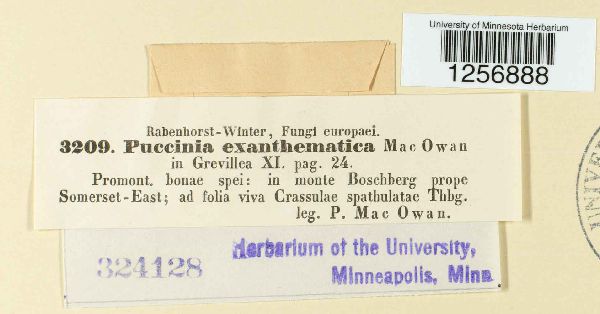 University of Minnesota Herbarium
1256888
Rabenhorst-Winter, Fungi europaei.
3209. Puccinia exanthematica Mac Owan
in Grevillea XI. pag. 24.
Promont. bonae spei: in monte Boschberg prope
Somerset-East; ad folia viva Crassulae spathulatae Thbg.
leg. P. Mac Owan.
324128
Herbarium of the University,
Minneapolis, Minn